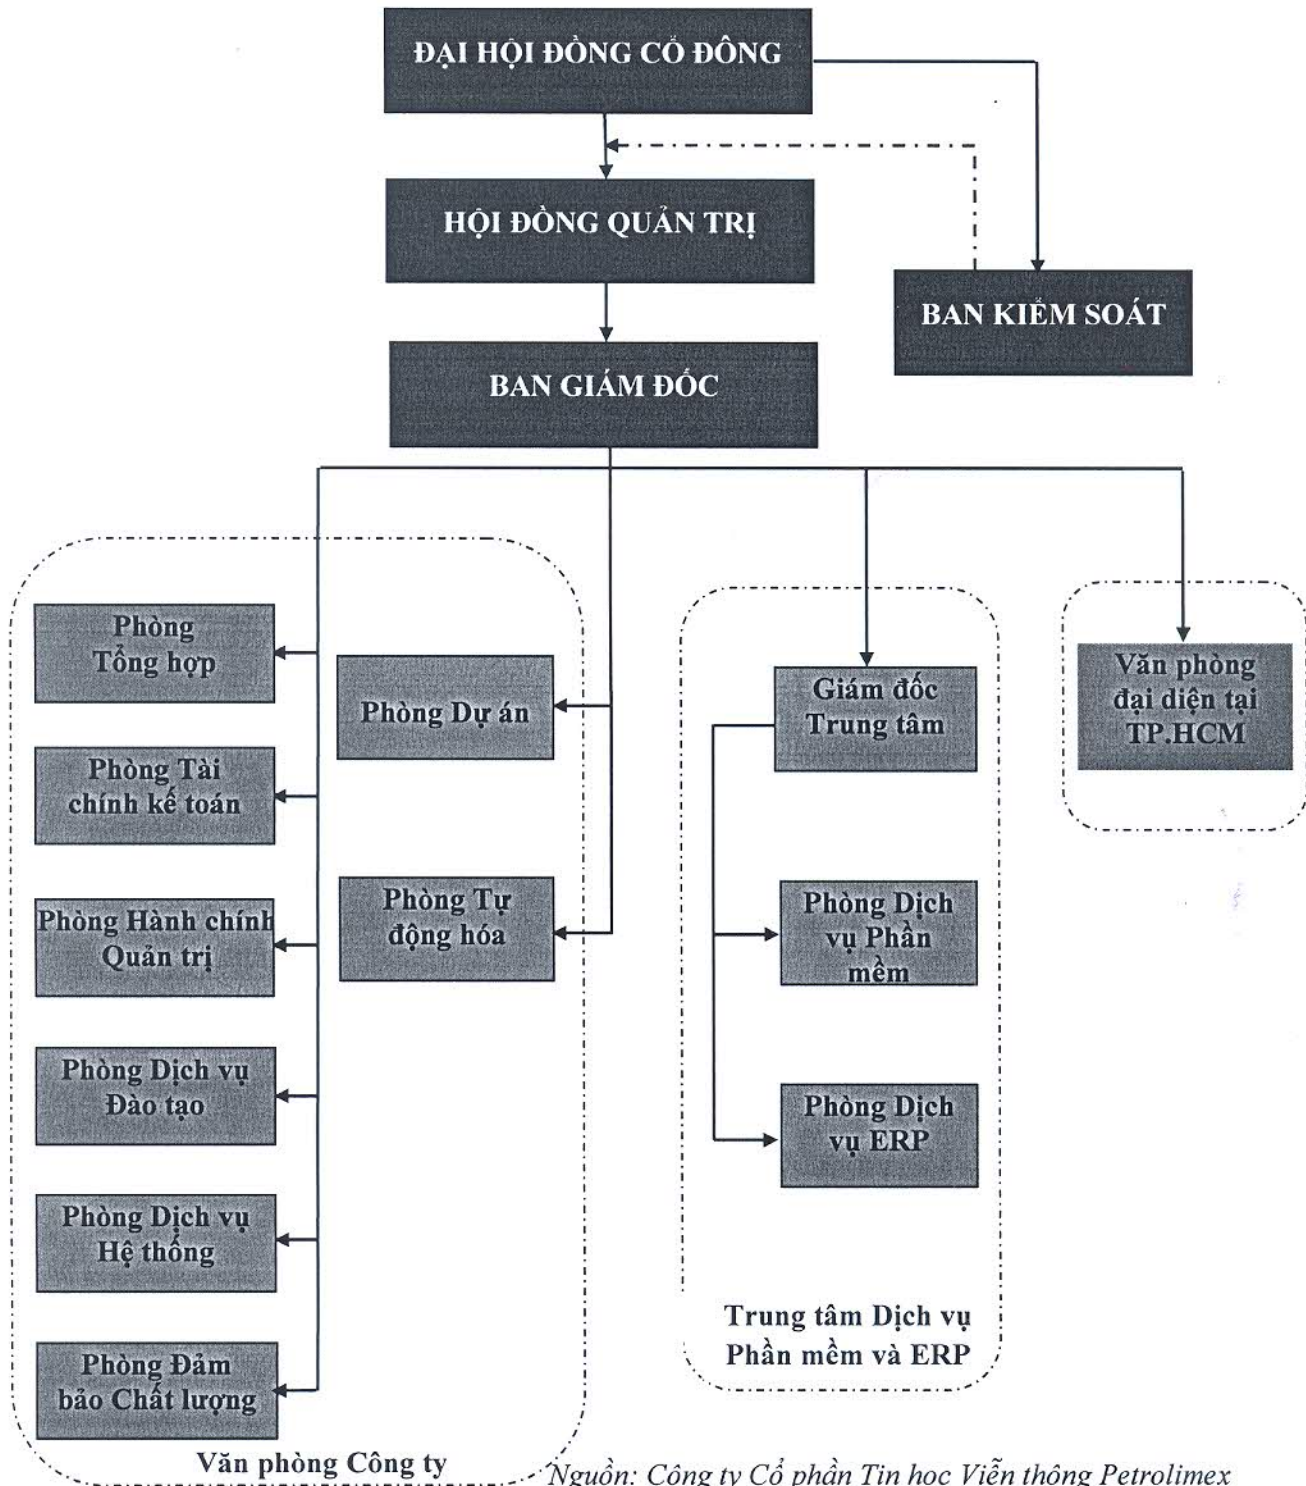 ĐẠI HỘI ĐỒNG CỔ ĐÔNG
HỘI ĐỒNG QUẢN TRỊ
BAN KIỂM SOÁT
BAN GIÁM ĐỐC
Phòng
Tổng hợp
Phòng Dự án
Phòng Tài
chính kế toán
Phòng Tự
động hóa
Phòng Hành chính
Quản trị
Phòng Dịch vụ
Đào tạo
Phòng Dịch vụ
Hệ thống
Phòng Đảm
bảo Chất lượng
Văn phòng Công ty
Giám đốc
Trung tâm
Phòng Dịch
vụ Phần
mềm
Phòng Dịch
vụ ERP
Trung tâm Dịch vụ
Phần mềm và ERP
Văn phòng
đại diện tại
TP.HCM
Nguồn: Công ty Cổ phần Tin học Viễn thông Petrolimex